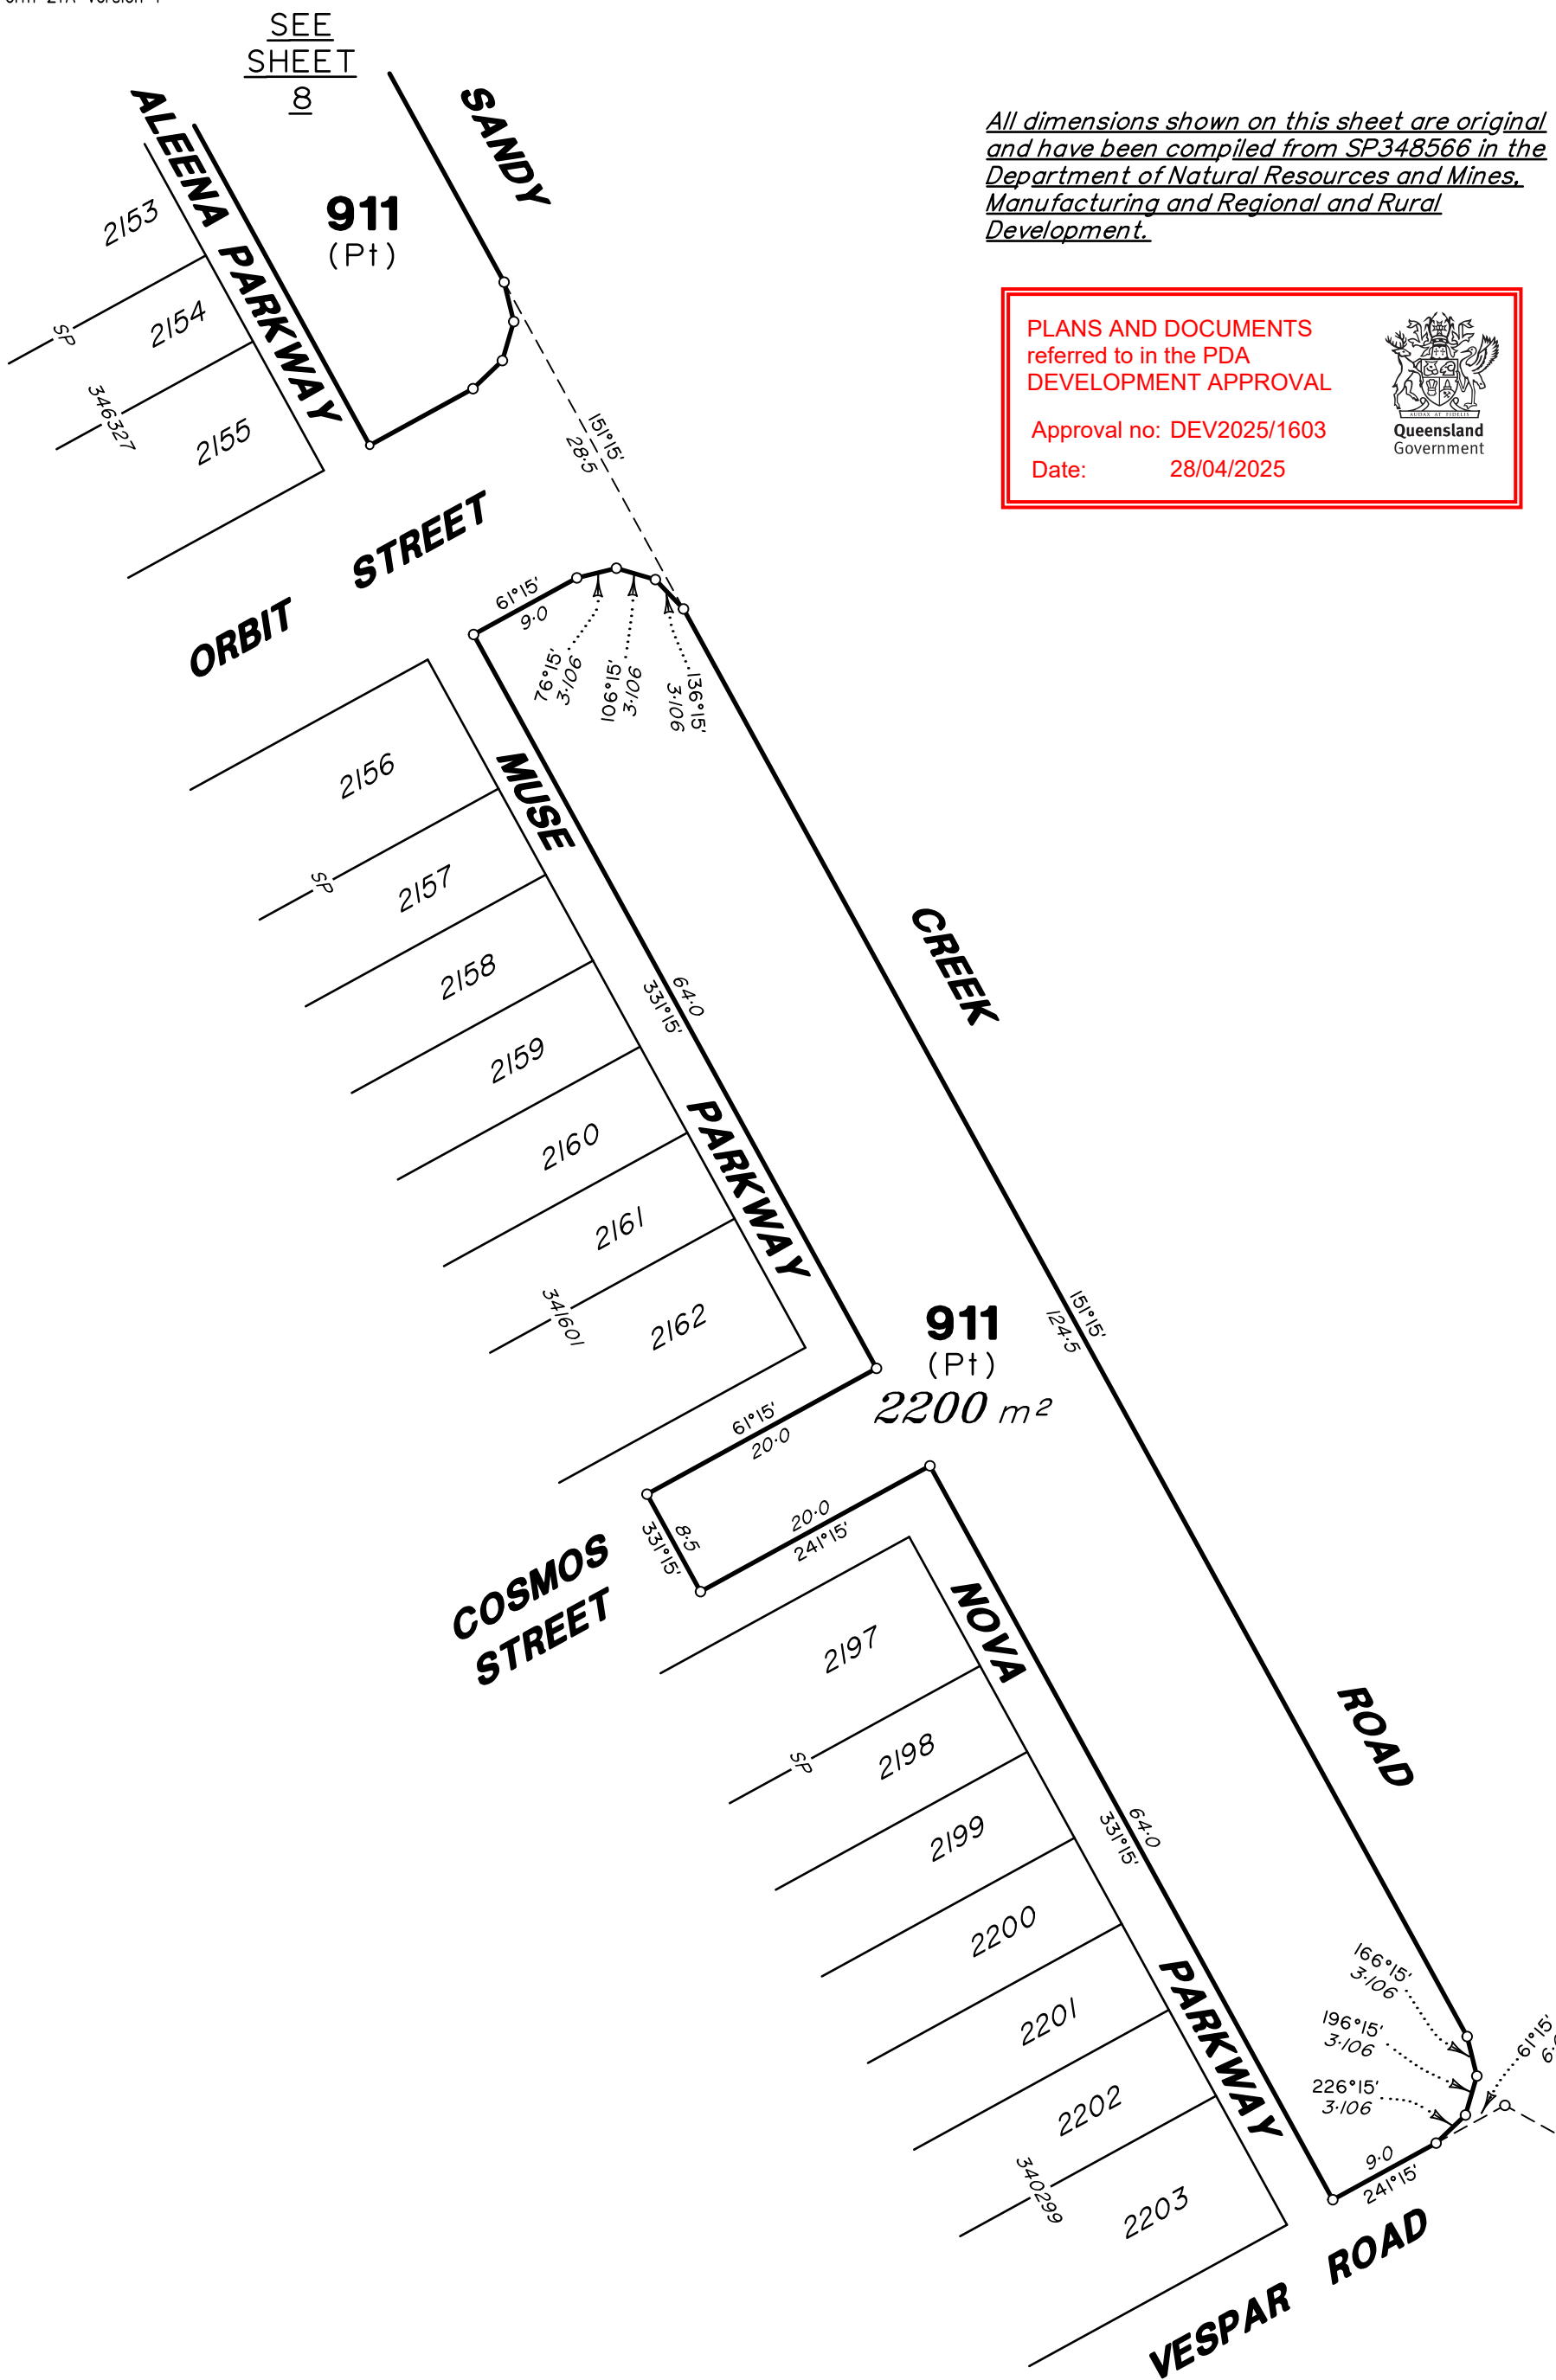 SEE
SHEET
8
SANDY
ALEENA PARKWAY
911
(Pt)
2153
SP
2154
346327
2155
All dimensions shown on this sheet are original
and have been compiled from SP348566 in the
Department of Natural Resources and Mines,
Manufacturing and Regional and Rural
Development.
PLANS AND DOCUMENTS
referred to in the PDA
DEVELOPMENT APPROVAL
Approval no: DEV2025/1603
Date: 28/04/2025
AUDAX AT FIDELIS
Queensland
Government
151°15'
28·5
ORBIT STREET
61°15'
9·0
76°15'
3·106
106°15'
3·106
136°15'
3·106
2156
MUSE
SP
2157
2158
CREEK
64·0
331°15'
2159
PARKWAY
2160
2161
341601
2162
911
(Pt)
2200 m²
151°15'
124·5
61°15'
20·0
20·0
241°15'
8·5
331°15'
COSMOS
STREET
NOVA
2197
SP
2198
ROAD
2199
64·0
331°15'
2200
PARKWAY
2201
2202
340299
2203
166°15'
3·106
196°15'
3·106
226°15'
3·106
61°15'
9·0
241°15'
VESPAR ROAD